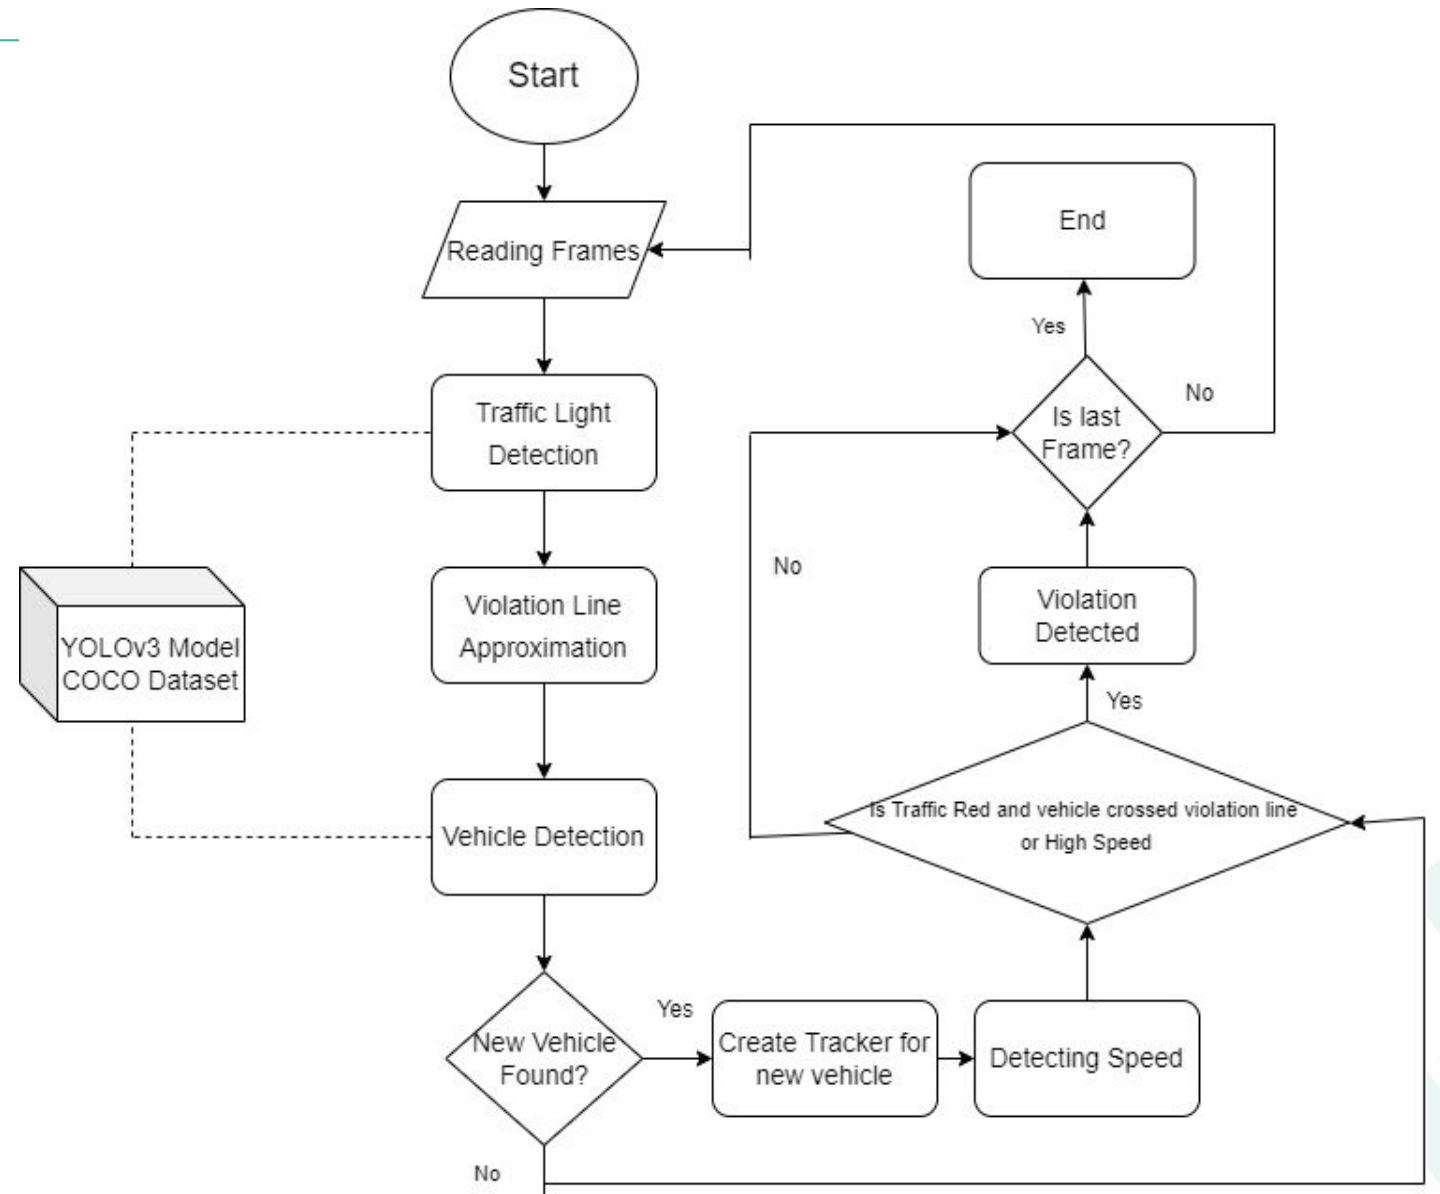 Start
Reading Frames
End
Yes
No
Is last
Frame?
Traffic Light
Detection
No
Violation Line
Approximation
Violation
Detected
YOLOv3 Model
COCO Dataset
Yes
Is Traffic Red and vehicle crossed violation line
or High Speed
Vehicle Detection
Yes
New Vehicle
Found?
Create Tracker for
new vehicle
Detecting Speed
No